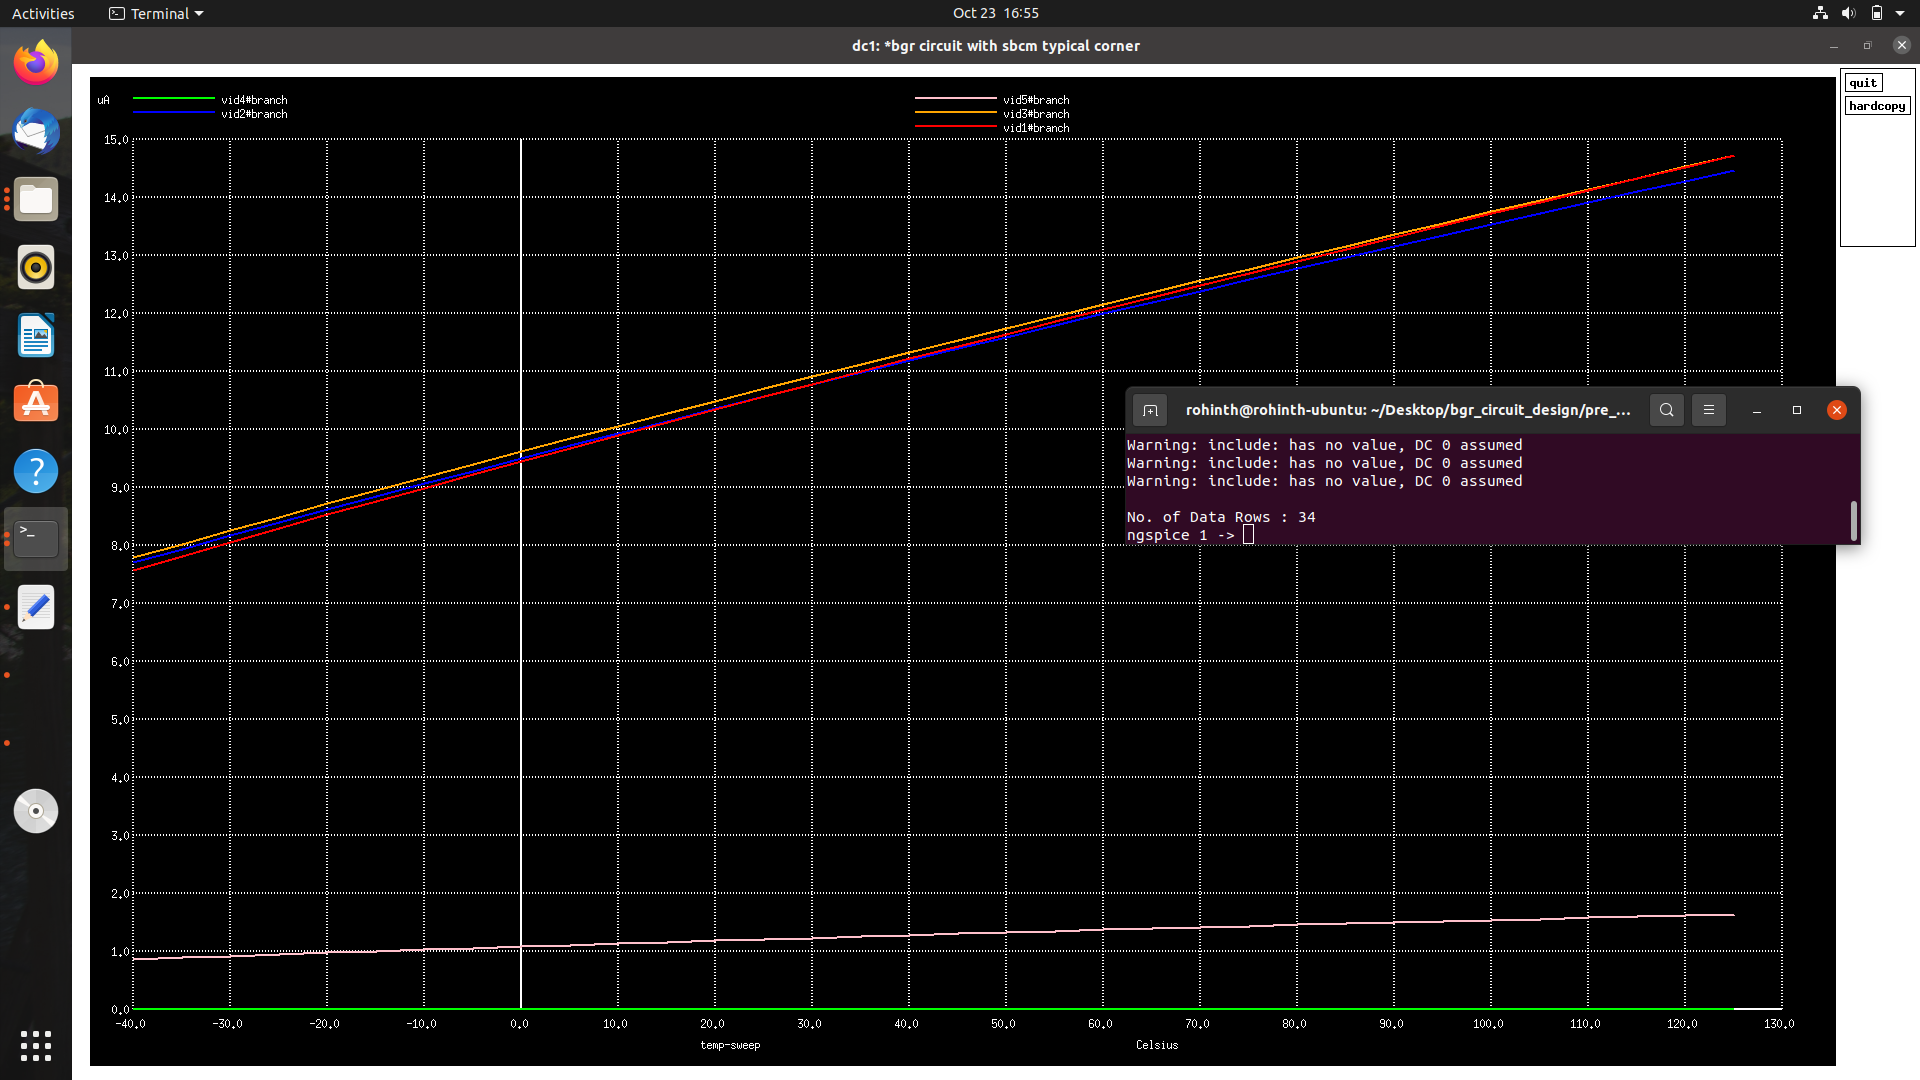 Activities
Terminal
Oct 23 16:55
dc1: *bgr circuit with sbcm typical corner
quit
hardcopy
uA
vid4#branch
vid2#branch
vid5#branch
vid3#branch
vid1#branch
15.0
14.0
13.0
12.0
11.0
10.0
9.0
8.0
7.0
6.0
5.0
4.0
3.0
2.0
1.0
0.0
-40.0 -30.0 -20.0 -10.0 0.0 10.0 20.0 30.0 40.0 50.0 60.0 70.0 80.0 90.0 100.0 110.0 120.0 130.0
temp-sweep
Celsius
rohinth@rohinth-ubuntu: ~/Desktop/bgr_circuit_design/pre_...
Warning: include: has no value, DC 0 assumed
Warning: include: has no value, DC 0 assumed
Warning: include: has no value, DC 0 assumed
No. of Data Rows : 34
ngspice 1 ->